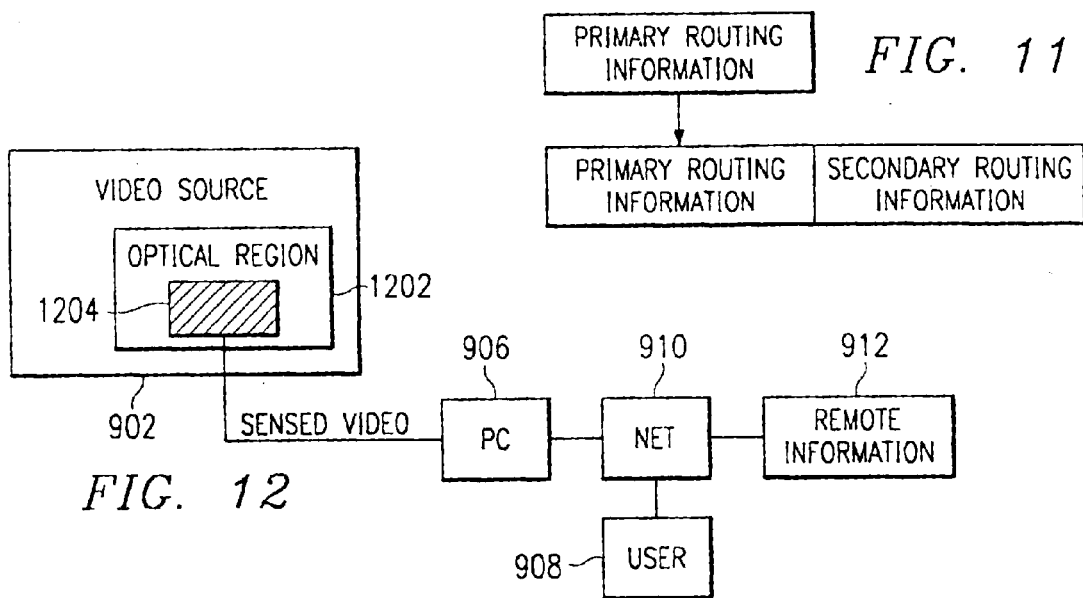 PRIMARY ROUTING
INFORMATION
FIG. 11
PRIMARY ROUTING
INFORMATION
SECONDARY ROUTING
INFORMATION
VIDEO SOURCE
OPTICAL REGION
1204
1202
902
SENSED VIDEO
906
PC
910
NET
912
REMOTE
INFORMATION
908
USER
FIG. 12